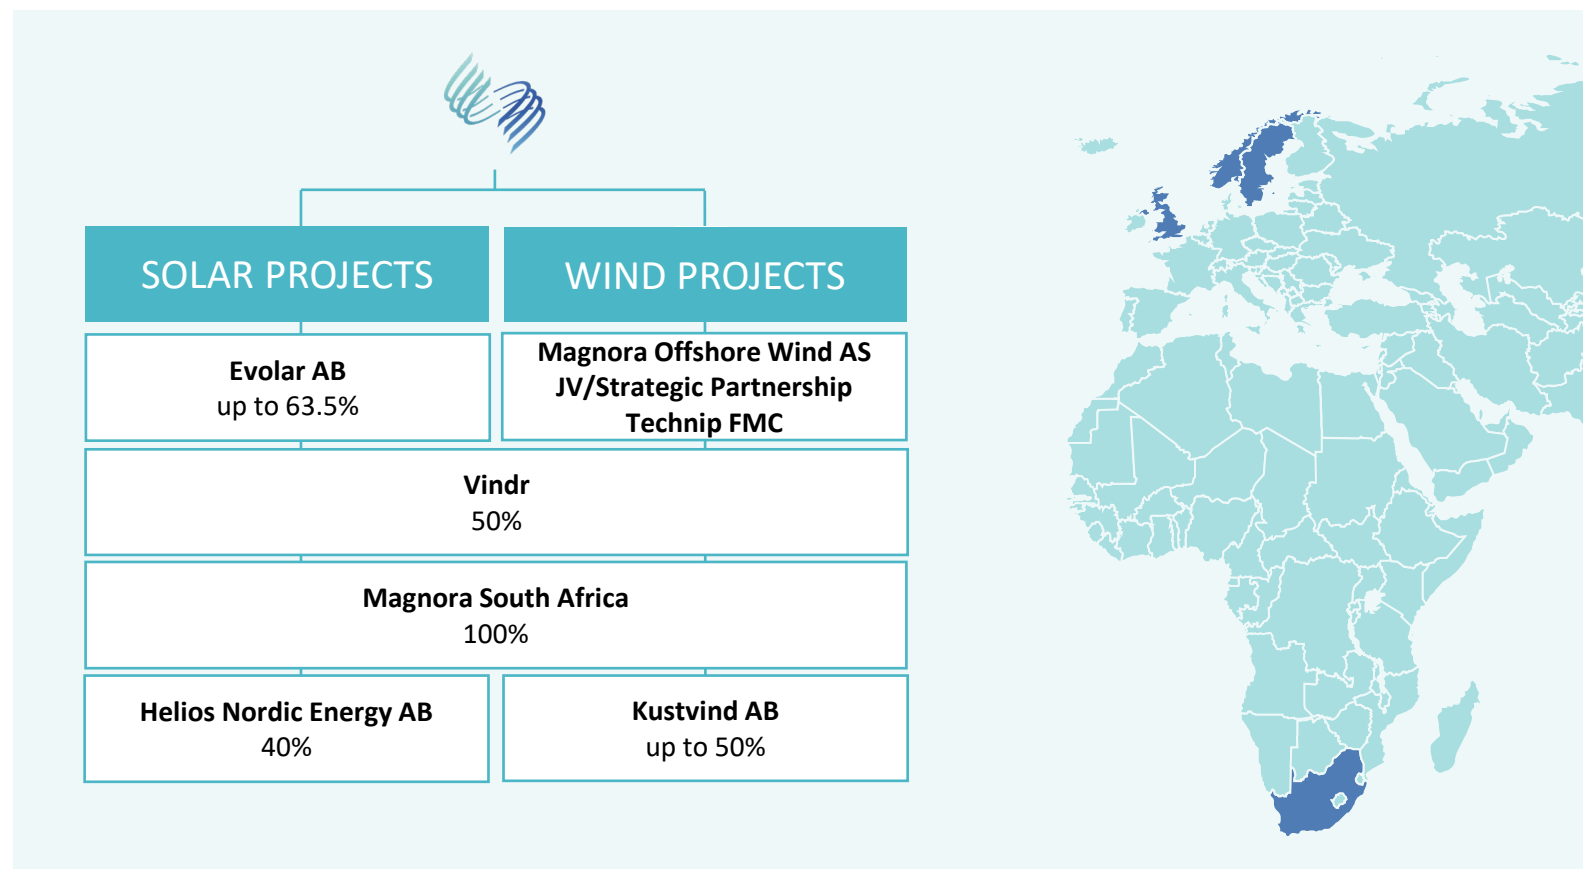 SOLAR PROJECTS
WIND PROJECTS
Evolar AB
up to 63.5%
Magnora Offshore Wind AS
JV/Strategic Partnership
Technip FMC
Vindr
50%
Magnora South Africa
100%
Helios Nordic Energy AB
40%
Kustvind AB
up to 50%